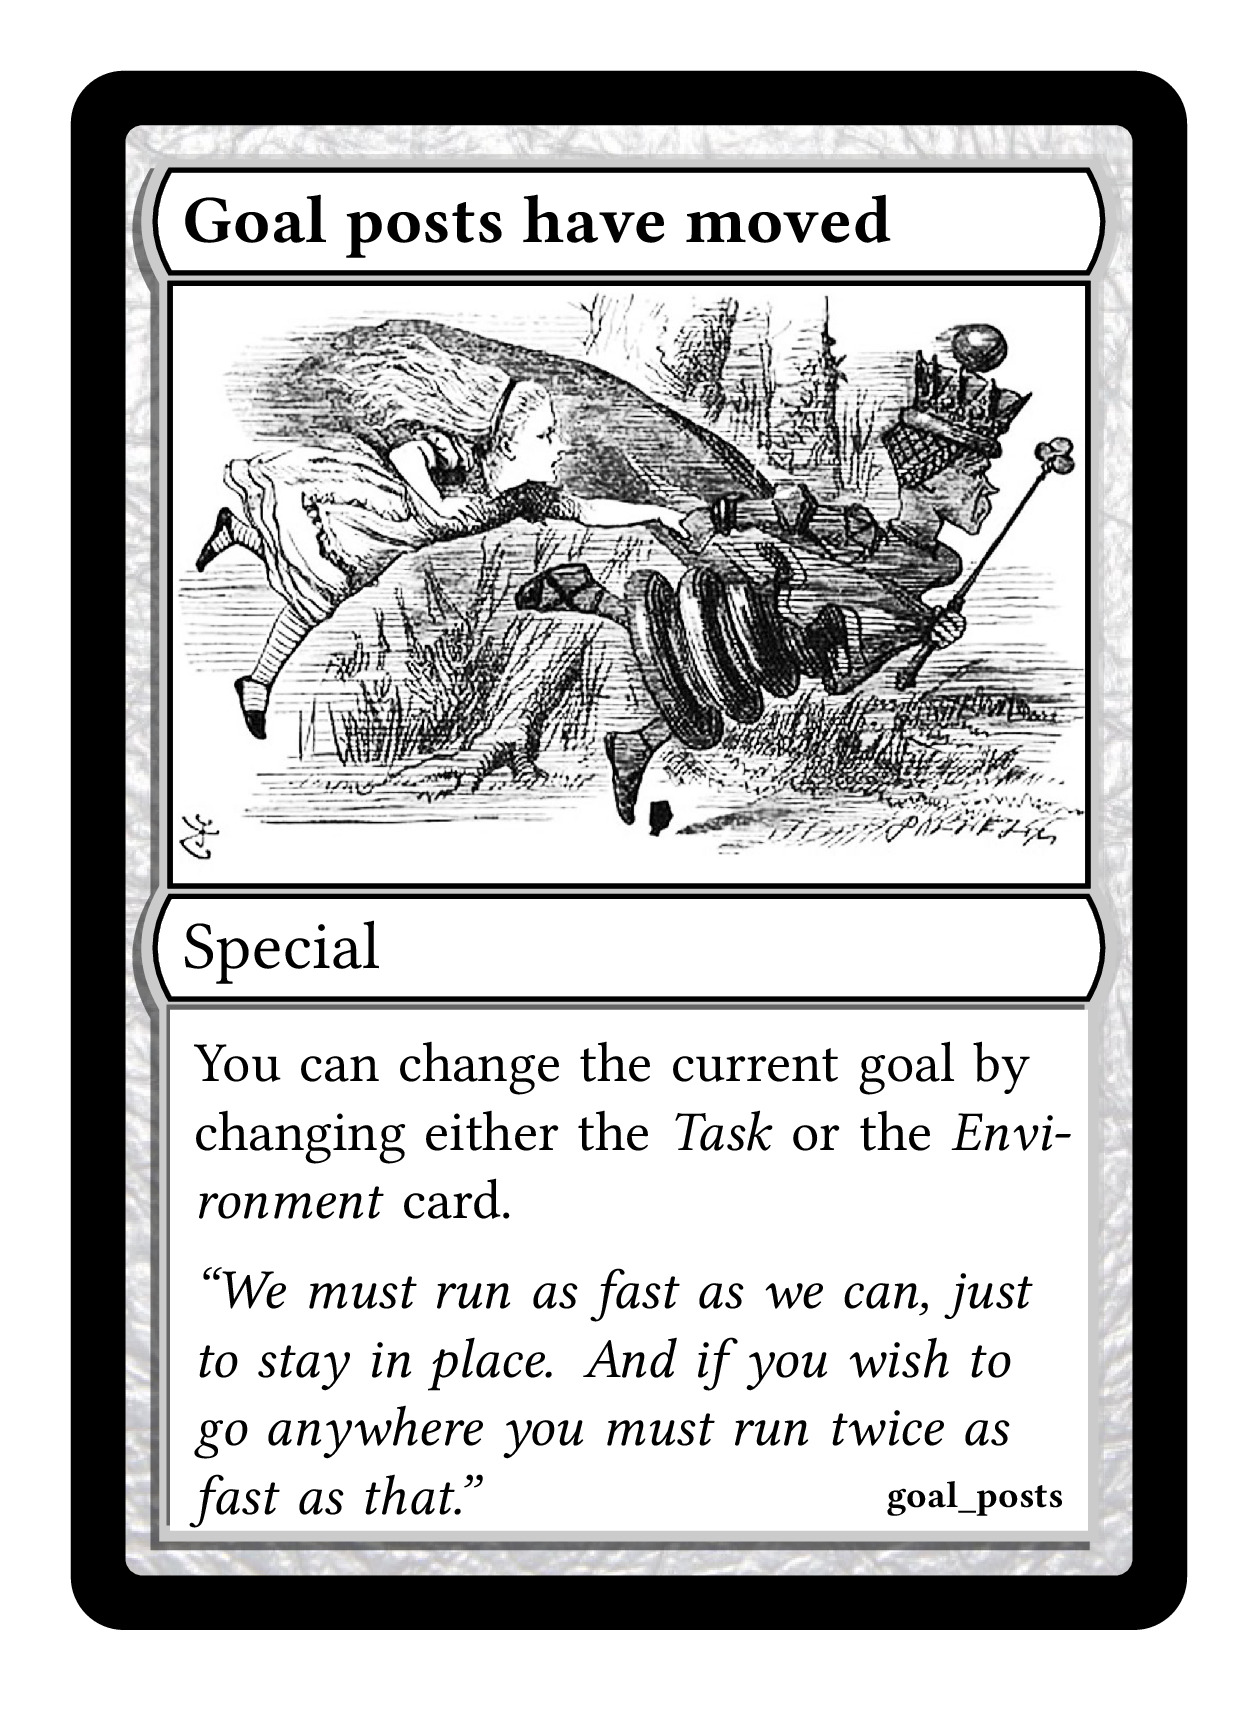 Goal posts have moved
Special
You can change the current goal by
changing either the Task or the Envi-
ronment card.
“We must run as fast as we can, just
to stay in place. And if you wish to
go anywhere you must run twice as
fast as that.”
goal_posts